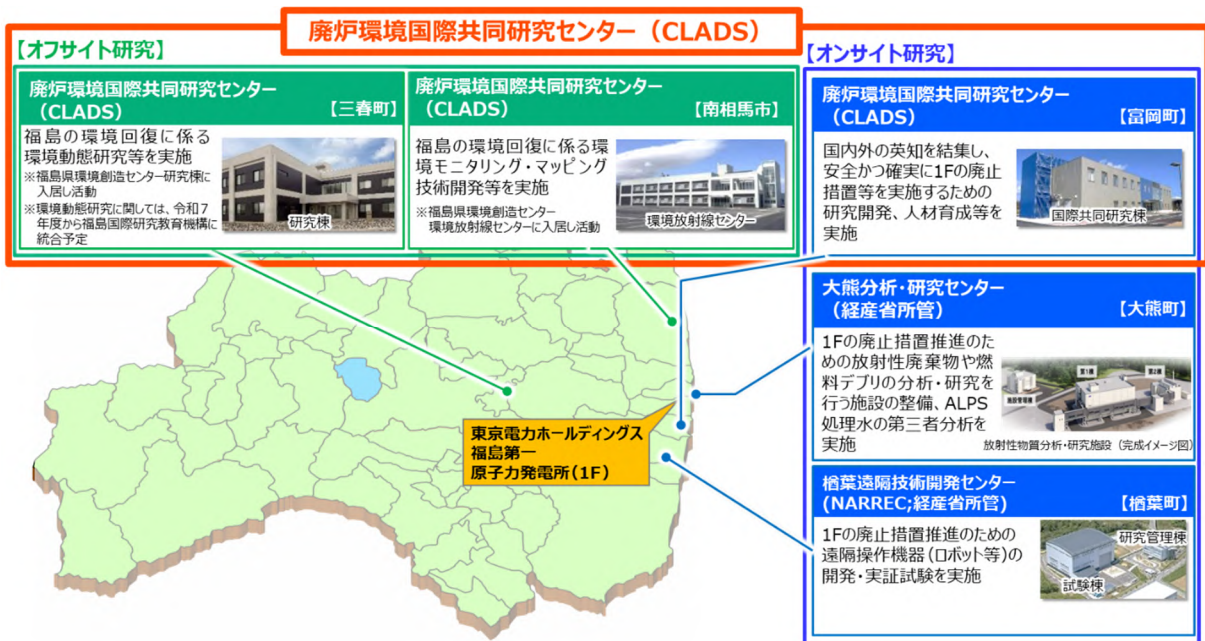 廃炉環境国際共同研究センター（CLADS）
【オフサイト研究】
廃炉環境国際共同研究センター
（CLADS）
【三春町】
福島の環境回復に係る
環境動態研究等を実施
※福島県環境創造センター研究棟に
入居し活動
※環境動態研究に関しては、令和７
年度から福島国際研究教育機構に
統合予定
研究棟
廃炉環境国際共同研究センター
（CLADS）
【南相馬市】
福島の環境回復に係る環
境モニタリング・マッピング
技術開発等を実施
※福島県環境創造センター
環境放射線センターに入居し活動
環境放射線センター
【オンサイト研究】
廃炉環境国際共同研究センター
（CLADS）
【富岡町】
国内外の英知を結集し、
安全かつ確実に1Fの廃止
措置等を実施するための
研究開発、人材育成等を
実施
国際共同研究棟
大熊分析・研究センター
（経産省所管）
【大熊町】
1Fの廃止措置推進のた
めの放射性廃棄物や燃
料デブリの分析・研究を
行う施設の整備、ALPS
処理水の第三者分析を
実施
施設管理棟
第1棟
第2棟
放射性物質分析・研究施設（完成イメージ図）
楢葉遠隔技術開発センター
(NARREC;経産省所管)
【楢葉町】
1Fの廃止措置推進のための
遠隔操作機器(ロボット等)の
開発・実証試験を実施
研究管理棟
試験棟
東京電力ホールディングス
福島第一
原子力発電所(1F)